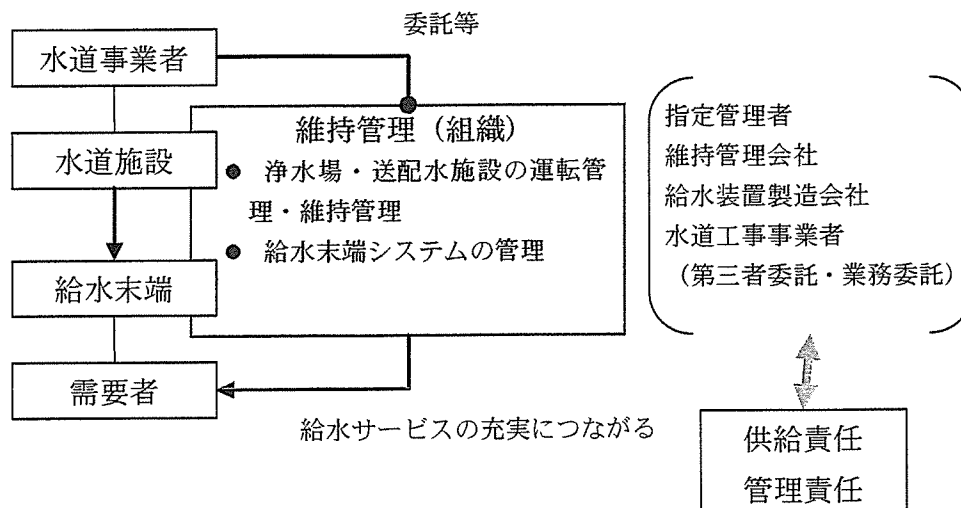 委託等
水道事業者
水道施設
給水末端
需要者
維持管理（組織）
● 浄水場・送配水施設の運転管
理・維持管理
● 給水末端システムの管理
給水サービスの充実につながる
指定管理者
維持管理会社
給水装置製造会社
水道工事事業者
（第三者委託・業務委託）
供給責任
管理責任